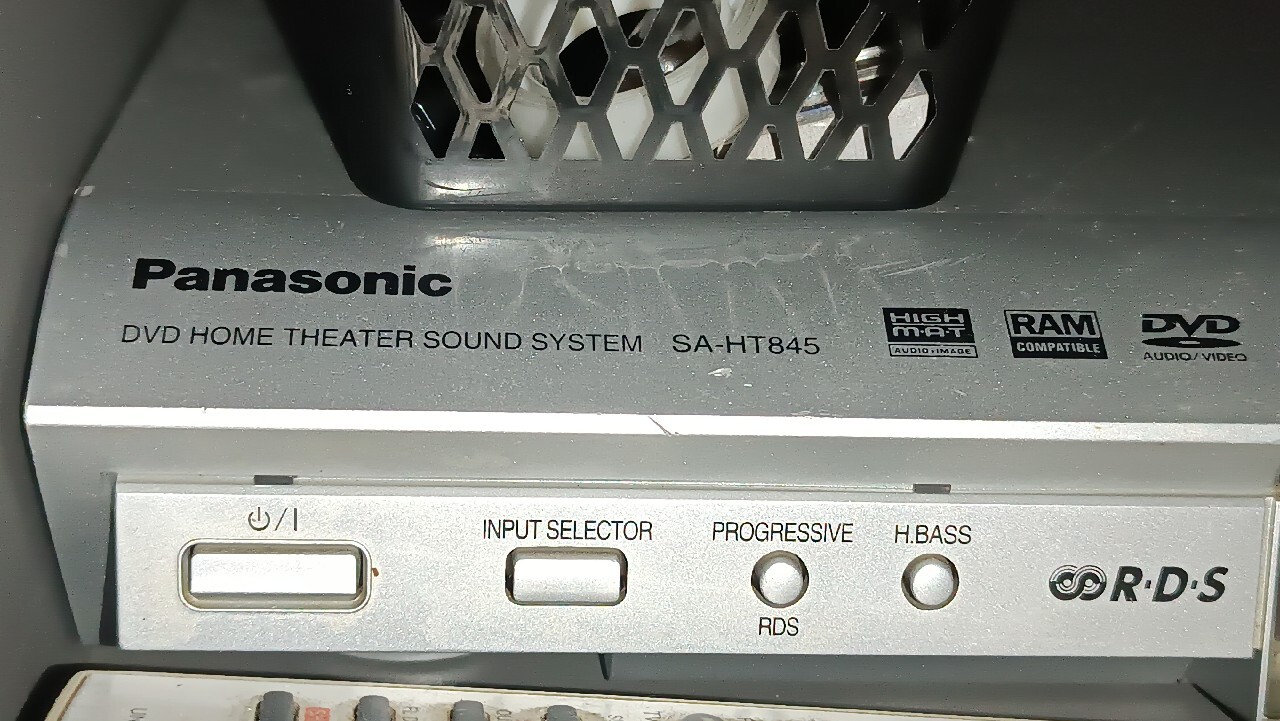 Panasonic
DVD HOME THEATER SOUND SYSTEM SA-HT845
HIGH
M·A·T
AUDIO+IMAGE
RAM
COMPATIBLE
DVD
AUDIO/VIDEO
⏻/I
INPUT SELECTOR
PROGRESSIVE
H.BASS
RDS
R·D·S